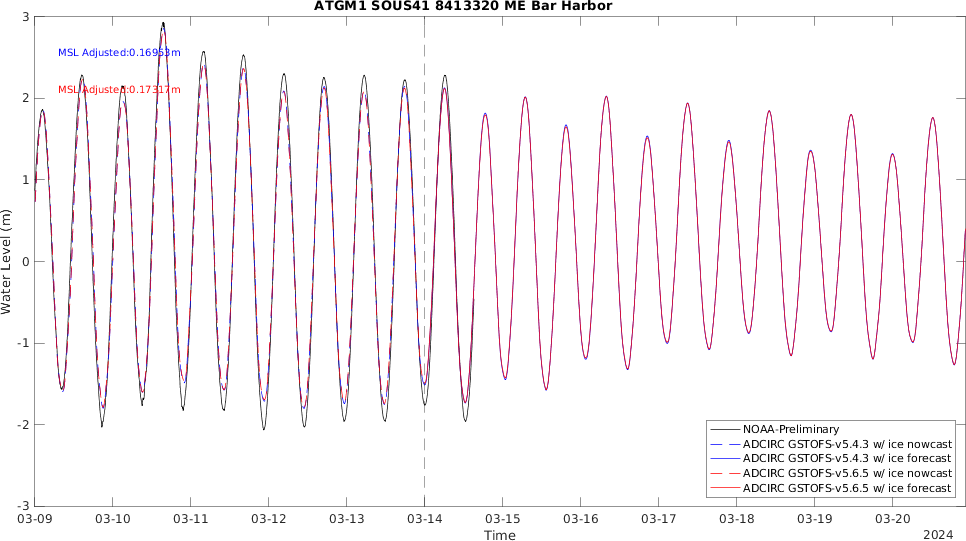 ATGM1 SOUS41 8413320 ME Bar Harbor
MSL Adjusted:0.16953m
MSL Adjusted:0.17317m
3
2
1
0
-1
-2
-3
Water Level (m)
03-09 03-10 03-11 03-12 03-13 03-14 03-15 03-16 03-17 03-18 03-19 03-20
Time
2024
NOAA-Preliminary
ADCIRC GSTOFS-v5.4.3 w/ ice nowcast
ADCIRC GSTOFS-v5.4.3 w/ ice forecast
ADCIRC GSTOFS-v5.6.5 w/ ice nowcast
ADCIRC GSTOFS-v5.6.5 w/ ice forecast